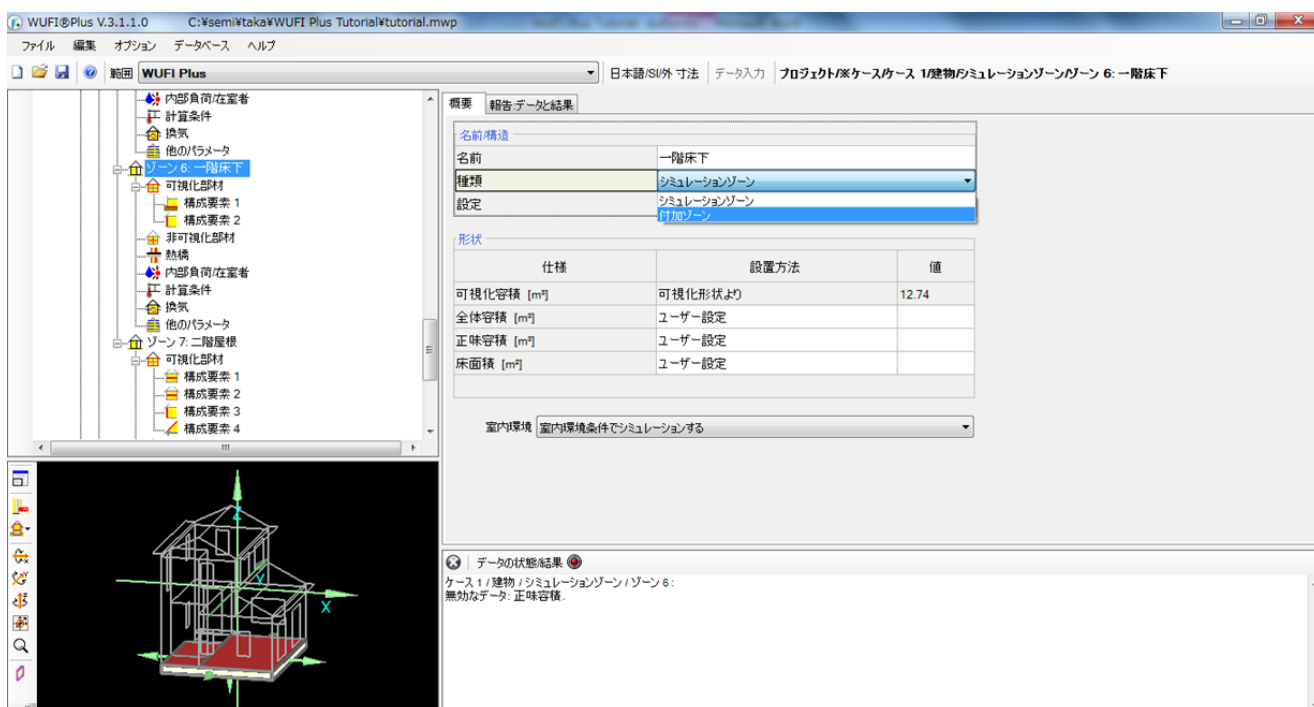 WUFI®Plus V.3.1.1.0 C:¥semi¥taka¥WUFI Plus Tutorial¥tutorial.mwp
ファイル 編集 オプション データベース ヘルプ
範囲 WUFI Plus 日本語/SI/外 寸法 データ入力 プロジェクト/※ケース/ケース 1/建物/シミュレーションゾーン/ゾーン 6: 一階床下
内部負荷/在室者
計算条件
換気
他のパラメータ
ゾーン 6: 一階床下
可視化部材
構成要素 1
構成要素 2
非可視化部材
熱橋
内部負荷/在室者
計算条件
換気
他のパラメータ
ゾーン 7: 二階屋根
可視化部材
構成要素 1
構成要素 2
構成要素 3
構成要素 4
概要 報告:データと結果
名前/構造
名前 一階床下
種類 シミュレーションゾーン
シミュレーションゾーン
設定
付加ゾーン
形状
仕様 設置方法 値
可視化容積 [m³] 可視化形状より 12.74
全体容積 [m³] ユーザー設定
正味容積 [m³] ユーザー設定
床面積 [m²] ユーザー設定
室内環境 室内環境条件でシミュレーションする
Z
Y
X
データの状態/結果
ケース 1 / 建物 / シミュレーションゾーン / ゾーン 6 :
無効なデータ: 正味容積.